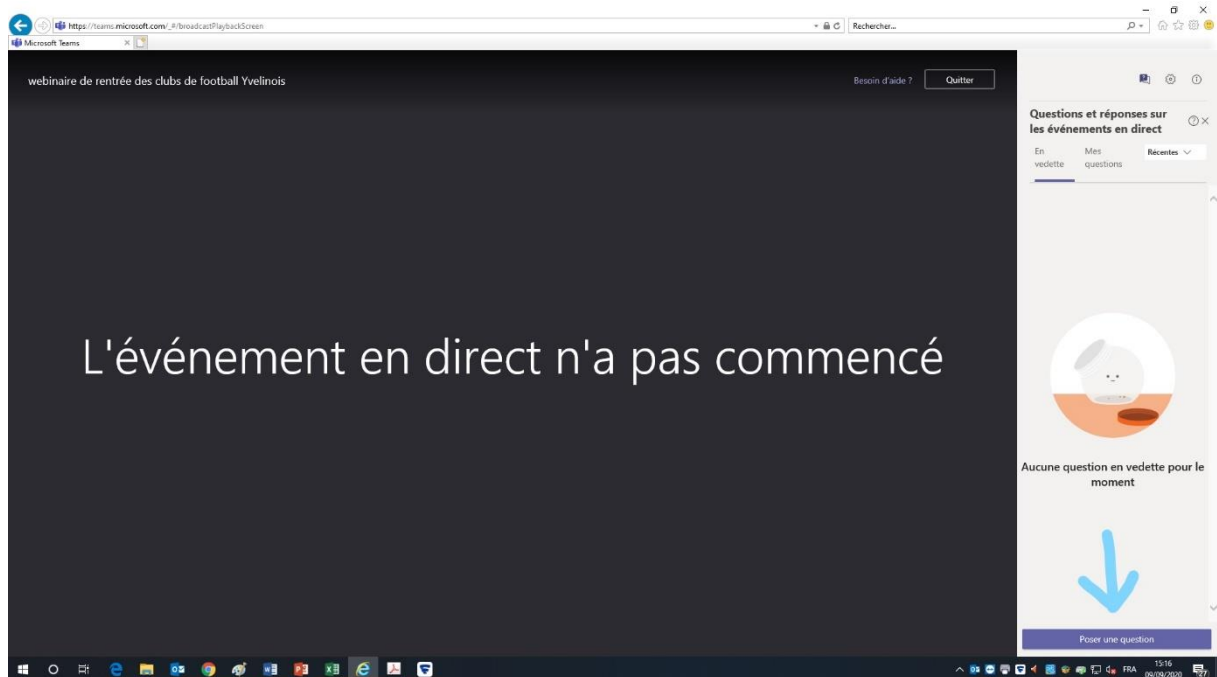 https://teams.microsoft.com/_#/broadcastPlaybackScreen
Rechercher...
Microsoft Teams
webinaire de rentrée des clubs de football Yvelinois
Besoin d'aide ?
Quitter
Questions et réponses sur
les événements en direct
En
vedette
Mes
questions
Récentes
L'événement en direct n'a pas commencé
Aucune question en vedette pour le
moment
Poser une question
FRA
15:16
09/09/2020
27